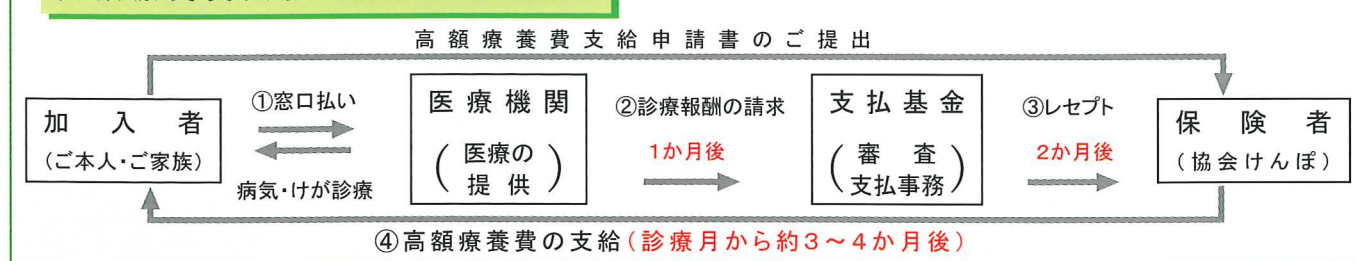 高額療養費支給申請書のご提出
加入者
(ご本人・ご家族)
①窓口払い
病気・けが診療
医療機関
(医療の提供)
②診療報酬の請求
1か月後
支払基金
(審査支払事務)
③レセプト
2か月後
保険者
(協会けんぽ)
④高額療養費の支給(診療月から約3~4か月後)